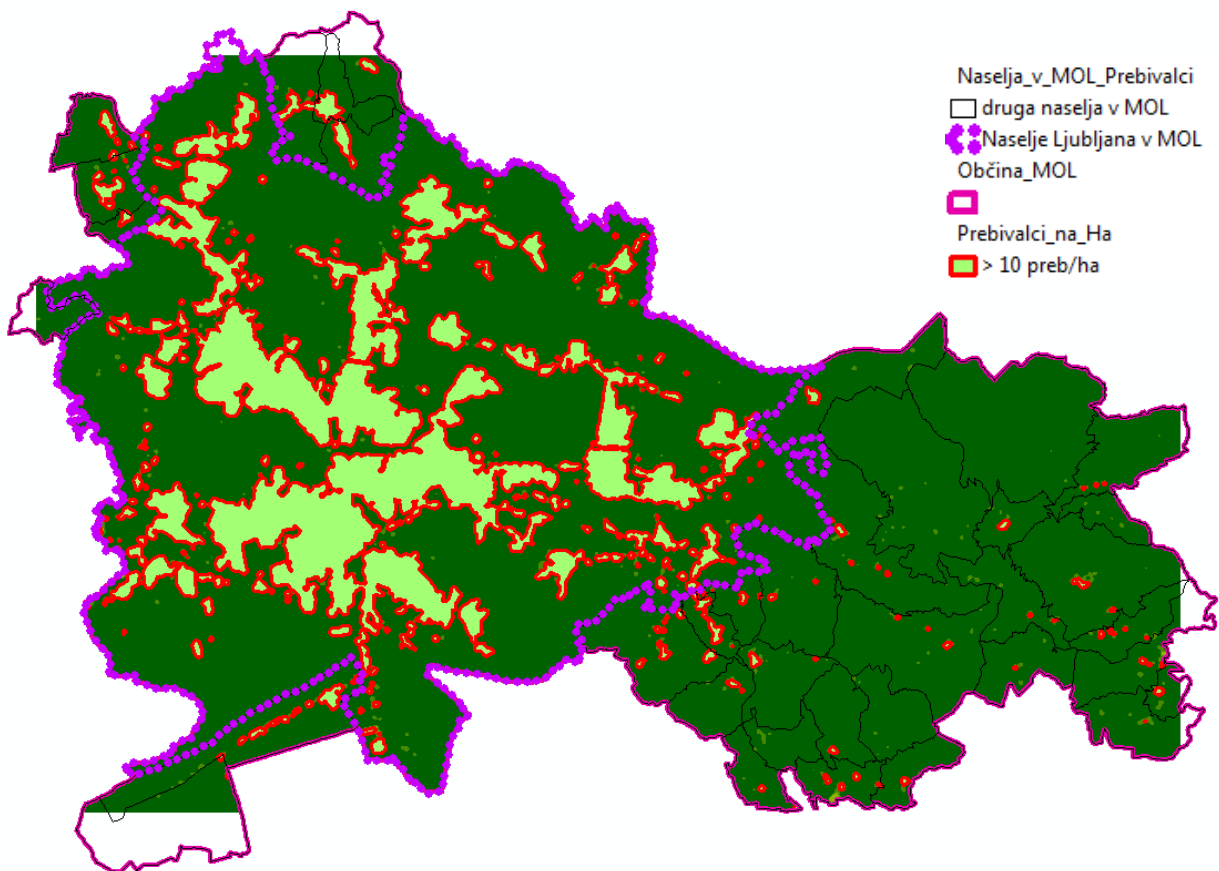 Naselja_v_MOL_Prebivalci
druga naselja v MOL
Naselje Ljubljana v MOL
Občina_MOL
Prebivalci_na_Ha
> 10 preb/ha